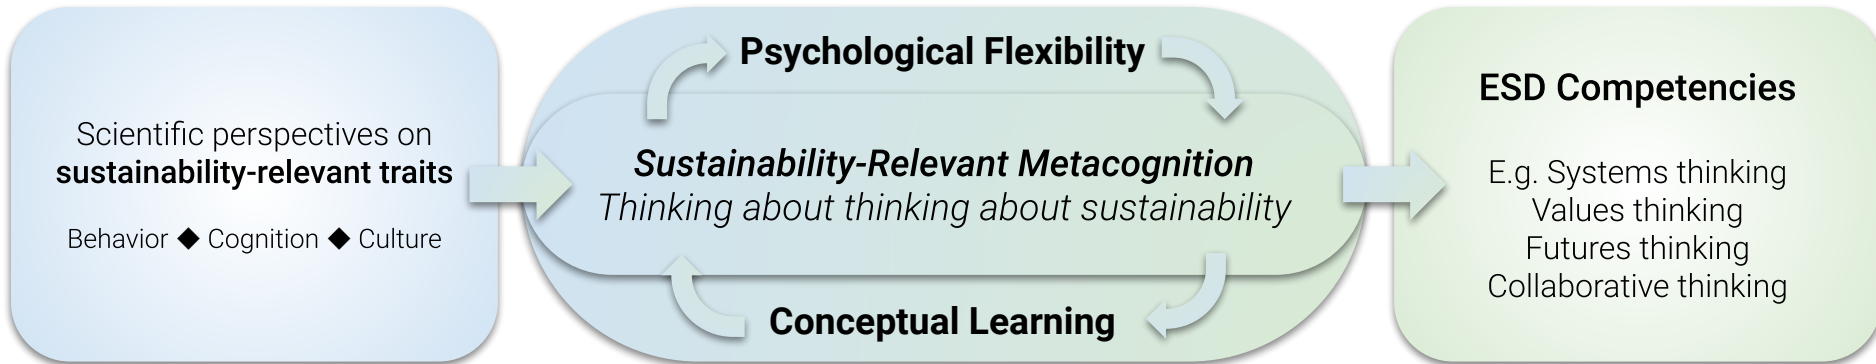 Scientific perspectives on
sustainability-relevant traits
Behavior ◆ Cognition ◆ Culture
Psychological Flexibility
Sustainability-Relevant Metacognition
Thinking about thinking about sustainability
Conceptual Learning
ESD Competencies
E.g. Systems thinking
Values thinking
Futures thinking
Collaborative thinking